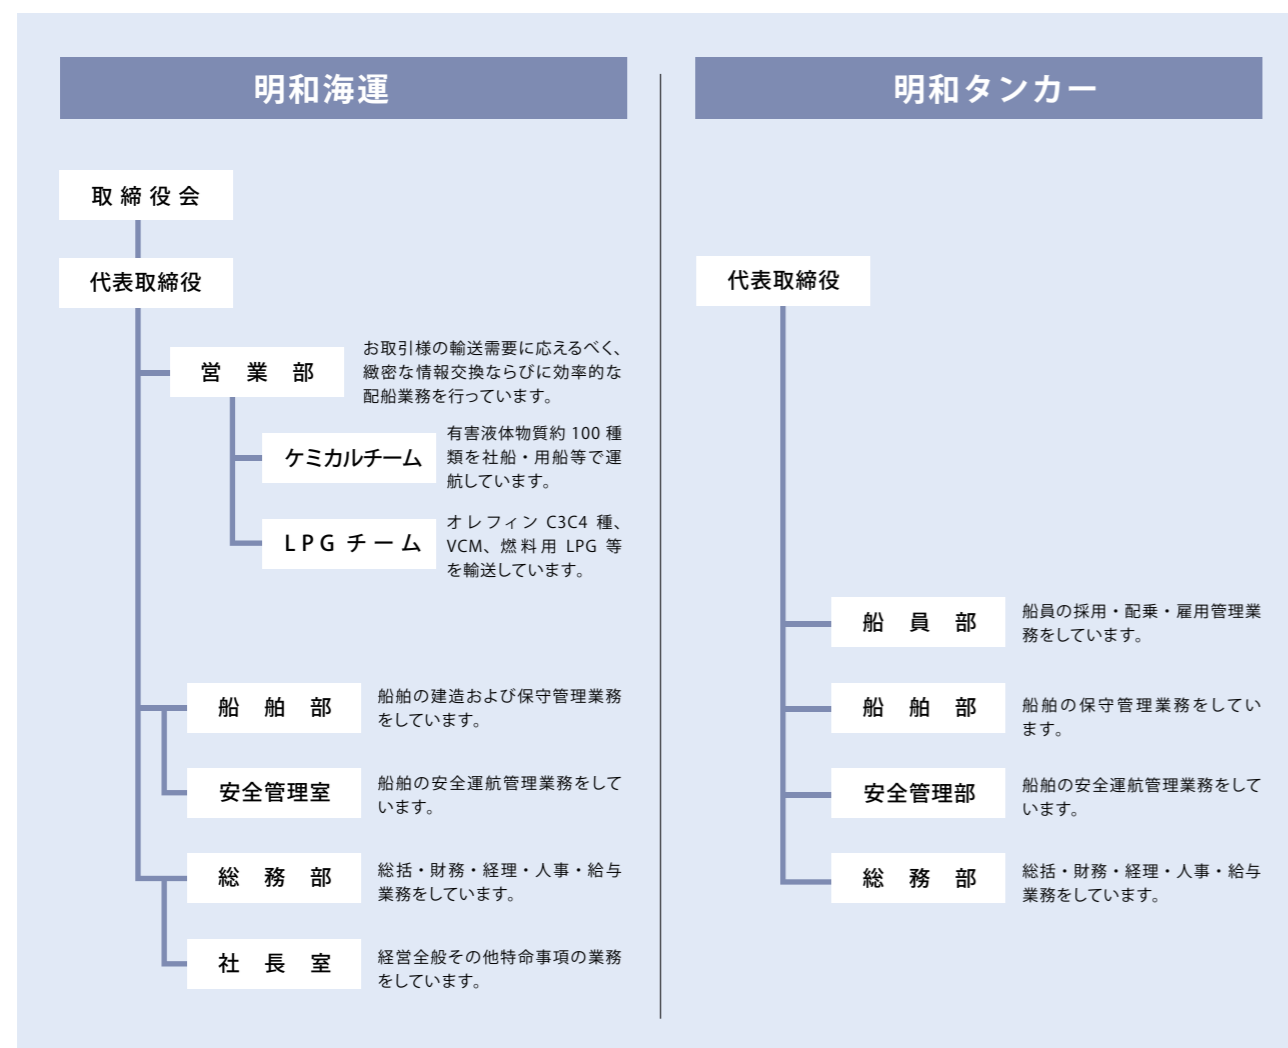 明和海運
取締役会
代表取締役
営業部
お取引様の輸送需要に応えるべく、
緻密な情報交換ならびに効率的な
配船業務を行っています。
ケミカルチーム
有害液体物質約 100 種
類を社船・用船等で運
航しています。
LPG チーム
オレフィン C3C4 種、
VCM、燃料用 LPG 等
を輸送しています。
船舶部
船舶の建造および保守管理業務
をしています。
安全管理室
船舶の安全運航管理業務をして
います。
総務部
総括・財務・経理・人事・給与
業務をしています。
社長室
経営全般その他特命事項の業務
をしています。
明和タンカー
代表取締役
船員部
船員の採用・配乗・雇用管理業
務をしています。
船舶部
船舶の保守管理業務をしてい
ます。
安全管理部
船舶の安全運航管理業務をして
います。
総務部
総括・財務・経理・人事・給与
業務をしています。